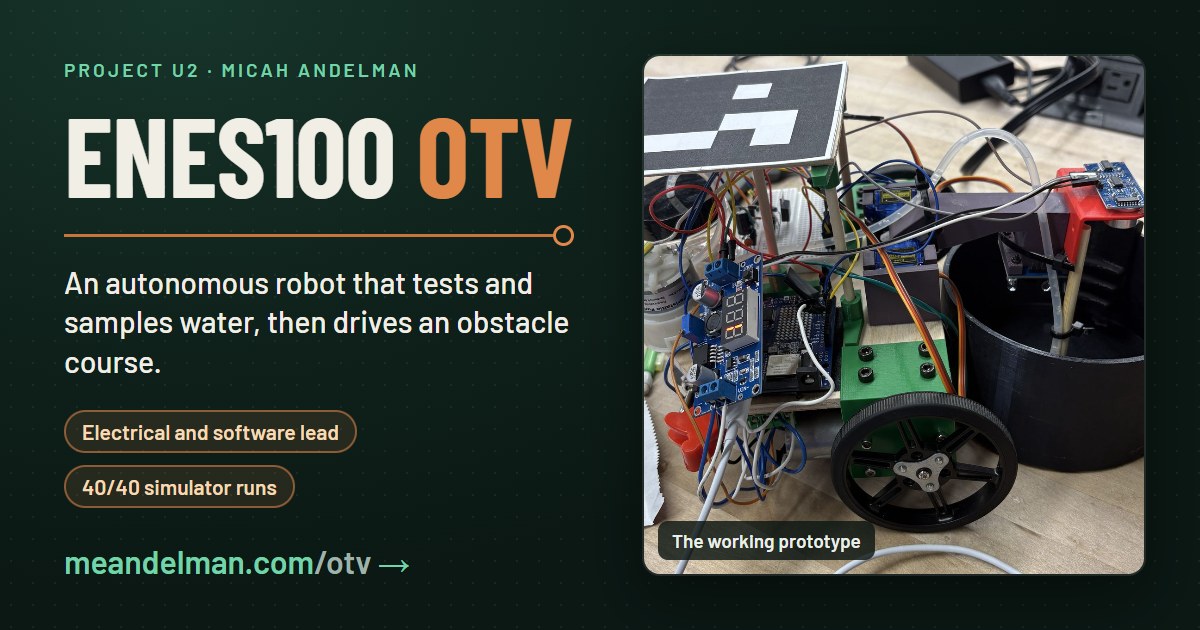 PROJECT U2 · MICAH ANDELMAN
ENES100 OTV
An autonomous robot that tests and
samples water, then drives an obstacle
course.
Electrical and software lead
40/40 simulator runs
meandelman.com/otv →
The working prototype